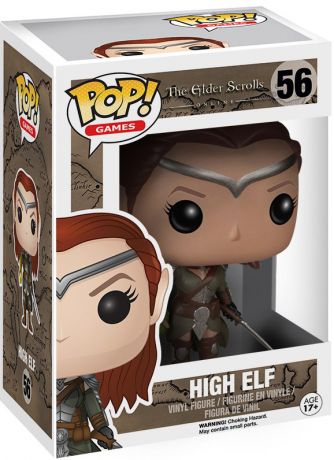 POP!
GAMES
The Elder Scrolls
ONLINE
56
POP!
GAMES
HIGH ELF
56
HIGH ELF
VINYL FIGURE / FIGURINE EN VINYLE /
FIGURA DE VINIL
WARNING: Choking Hazard.
May contain small parts.
AGE
17+